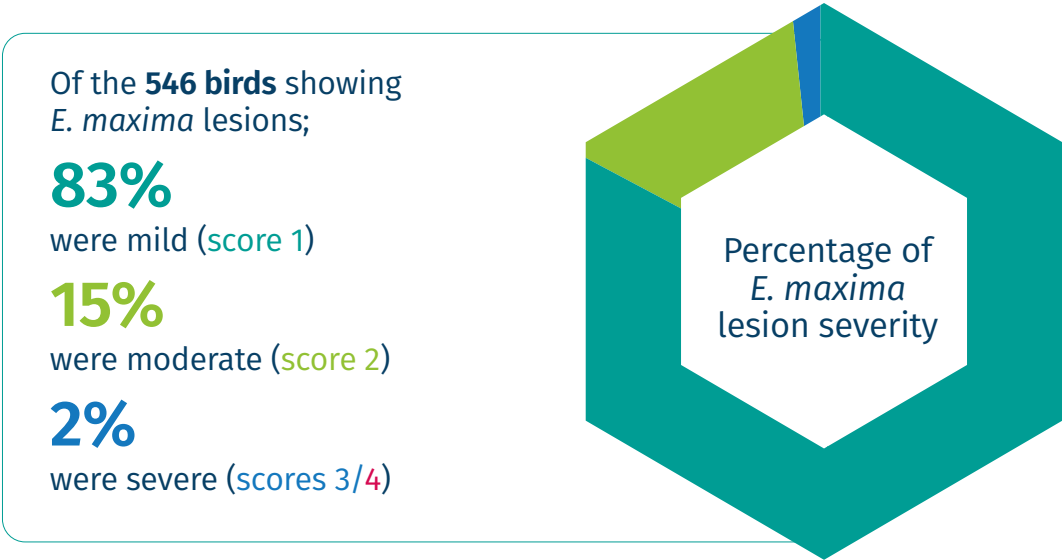 Of the 546 birds showing
E. maxima lesions;
83%
were mild (score 1)
15%
were moderate (score 2)
2%
were severe (scores 3/4)
Percentage of
E. maxima
lesion severity